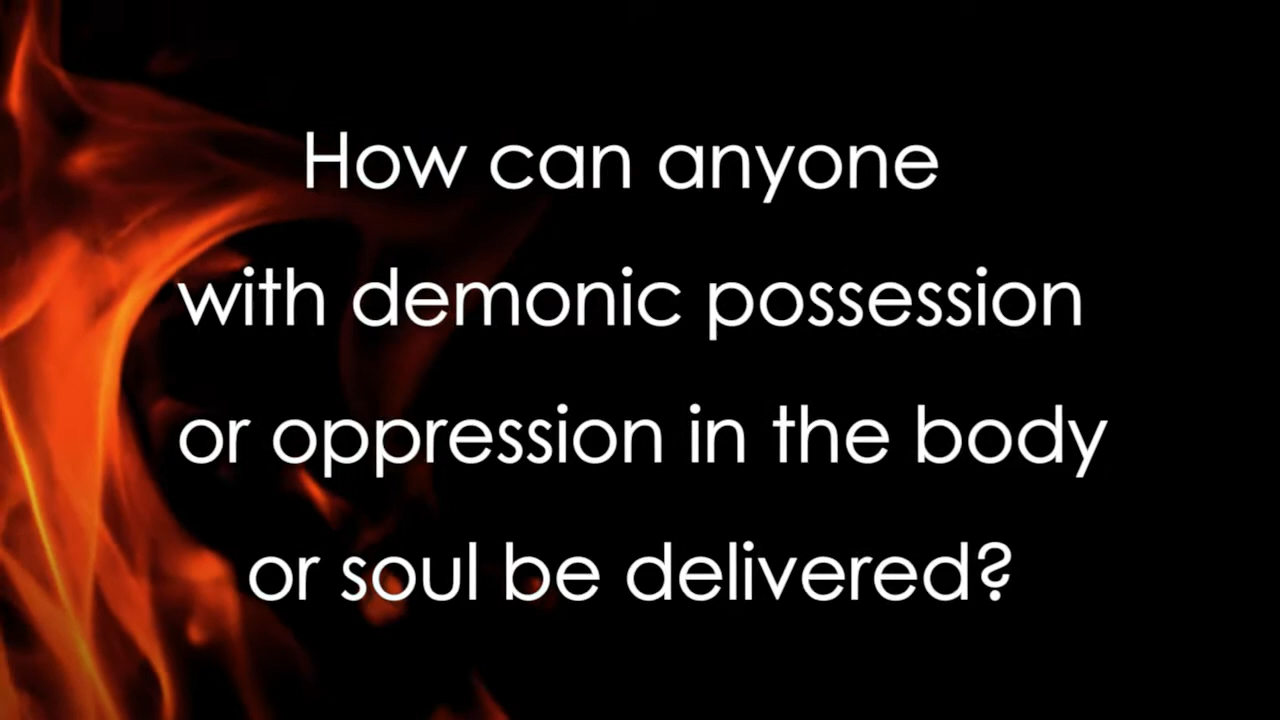 How can anyone
with demonic possession
or oppression in the body
or soul be delivered?